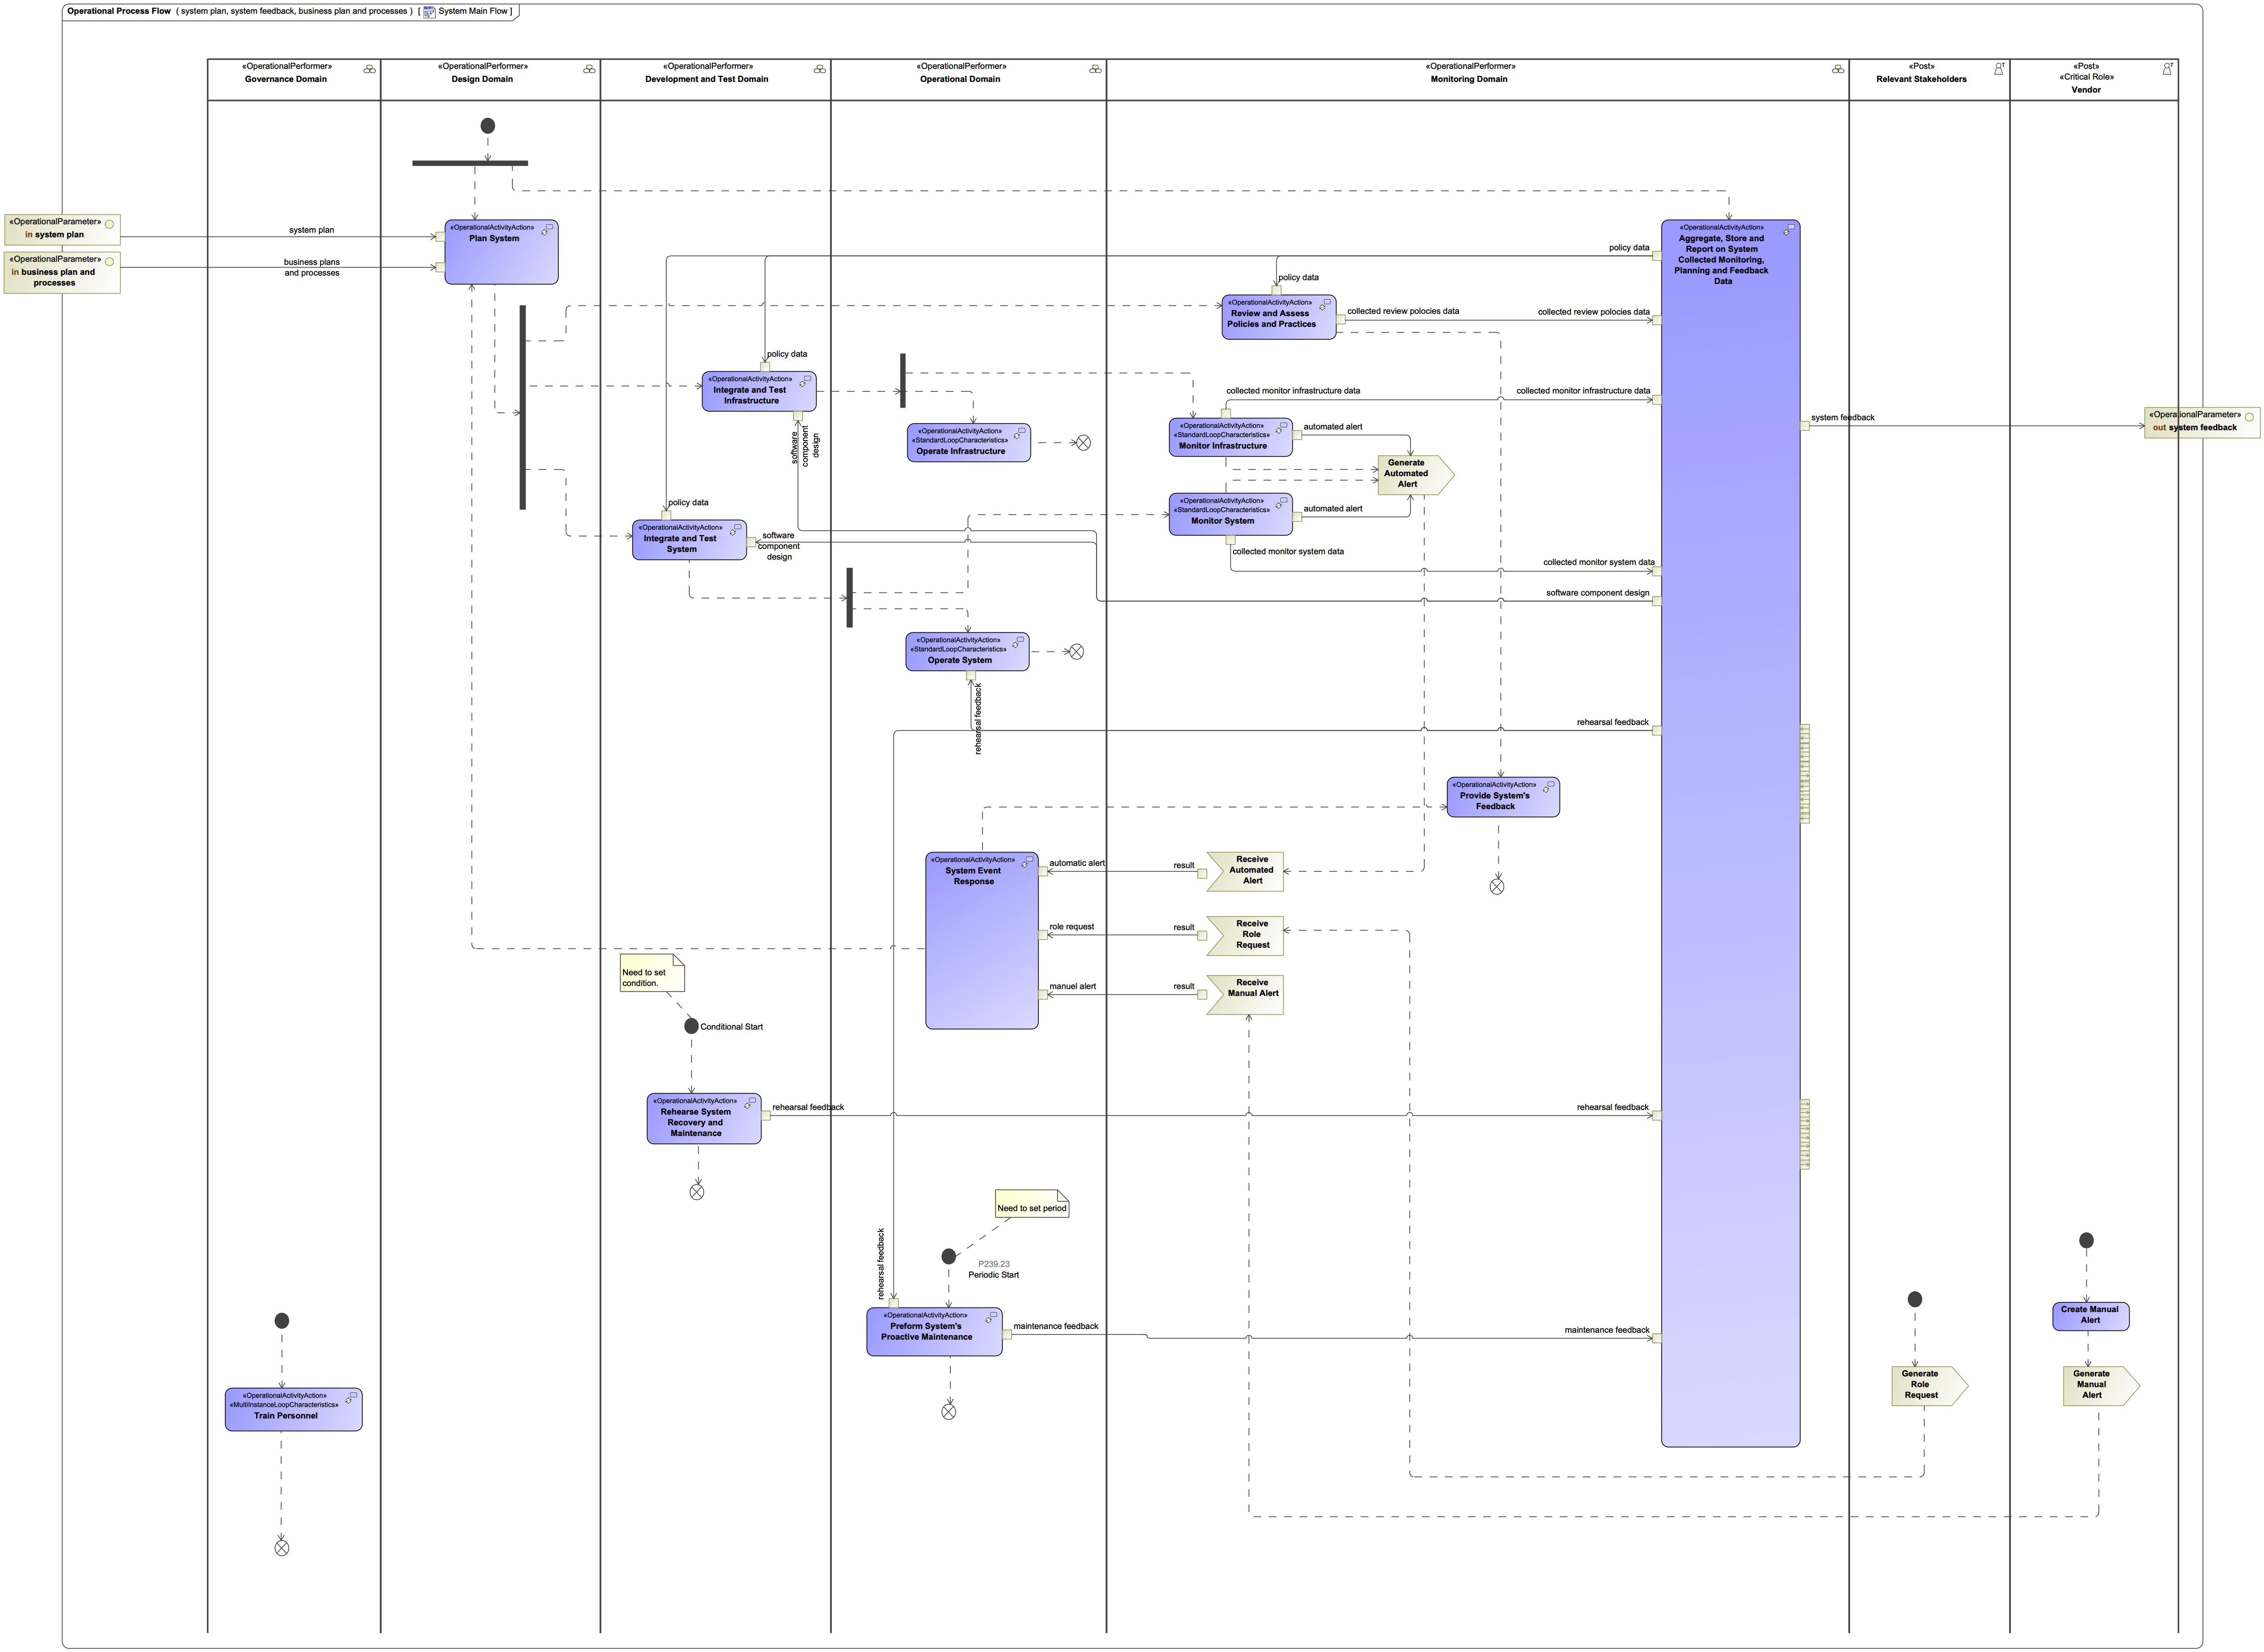 Operational Process Flow ( system plan, system feedback, business plan and processes ) [ System Main Flow ]
«OperationalPerformer»
Governance Domain
«OperationalPerformer»
Design Domain
«OperationalPerformer»
Development and Test Domain
«OperationalPerformer»
Operational Domain
«OperationalPerformer»
Monitoring Domain
«Post»
Relevant Stakeholders
«Post»
«Critical Role»
Vendor
«OperationalParameter»
in system plan
«OperationalParameter»
in business plan and
processes
system plan
business plans
and processes
«OperationalActivityAction»
Plan System
«OperationalActivityAction»
Aggregate, Store and
Report on System
Collected Monitoring,
Planning and Feedback
Data
policy data
policy data
«OperationalActivityAction»
Review and Assess
Policies and Practices
collected review polocies data
collected review polocies data
policy data
«OperationalActivityAction»
Integrate and Test
Infrastructure
software
component
design
«OperationalActivityAction»
«StandardLoopCharacteristics»
Operate Infrastructure
collected monitor infrastructure data
collected monitor infrastructure data
«OperationalActivityAction»
«StandardLoopCharacteristics»
Monitor Infrastructure
automated alert
Generate
Automated
Alert
system feedback
«OperationalParameter»
out system feedback
policy data
«OperationalActivityAction»
Integrate and Test
System
software
component
design
«OperationalActivityAction»
«StandardLoopCharacteristics»
Monitor System
automated alert
collected monitor system data
collected monitor system data
software component design
«OperationalActivityAction»
«StandardLoopCharacteristics»
Operate System
rehearsal feedback
rehearsal feedback
«OperationalActivityAction»
Provide System's
Feedback
«OperationalActivityAction»
System Event
Response
automatic alert
result
Receive
Automated
Alert
role request
result
Receive
Role
Request
manuel alert
result
Receive
Manual Alert
Need to set
condition.
Conditional Start
«OperationalActivityAction»
Rehearse System
Recovery and
Maintenance
rehearsal feedback
rehearsal feedback
Need to set period
P239.23
Periodic Start
rehearsal feedback
«OperationalActivityAction»
Preform System's
Proactive Maintenance
maintenance feedback
maintenance feedback
Create Manual
Alert
Generate
Role
Request
Generate
Manual
Alert
«OperationalActivityAction»
«MultiInstanceLoopCharacteristics»
Train Personnel